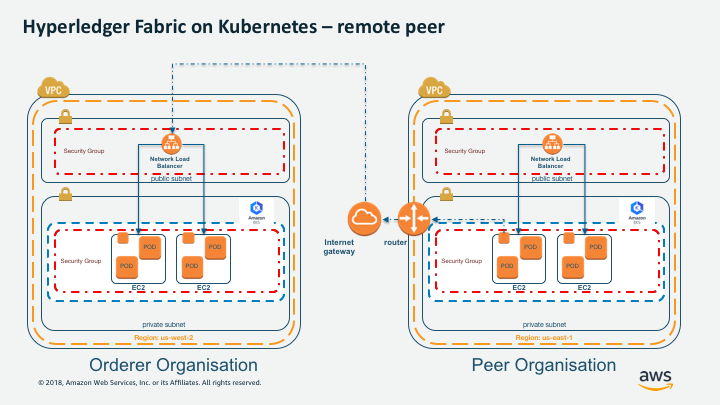 Hyperledger Fabric on Kubernetes – remote peer
VPC
Security Group
Network Load
Balancer
public subnet
Amazon
EKS
Security Group
POD
POD
EC2
POD
POD
EC2
private subnet
Region: us-west-2
Orderer Organisation
Internet
gateway
router
VPC
Security Group
Network Load
Balancer
public subnet
Amazon
EKS
Security Group
POD
POD
EC2
POD
POD
EC2
private subnet
Region: us-east-1
Peer Organisation
© 2018, Amazon Web Services, Inc. or its Affiliates. All rights reserved.
aws